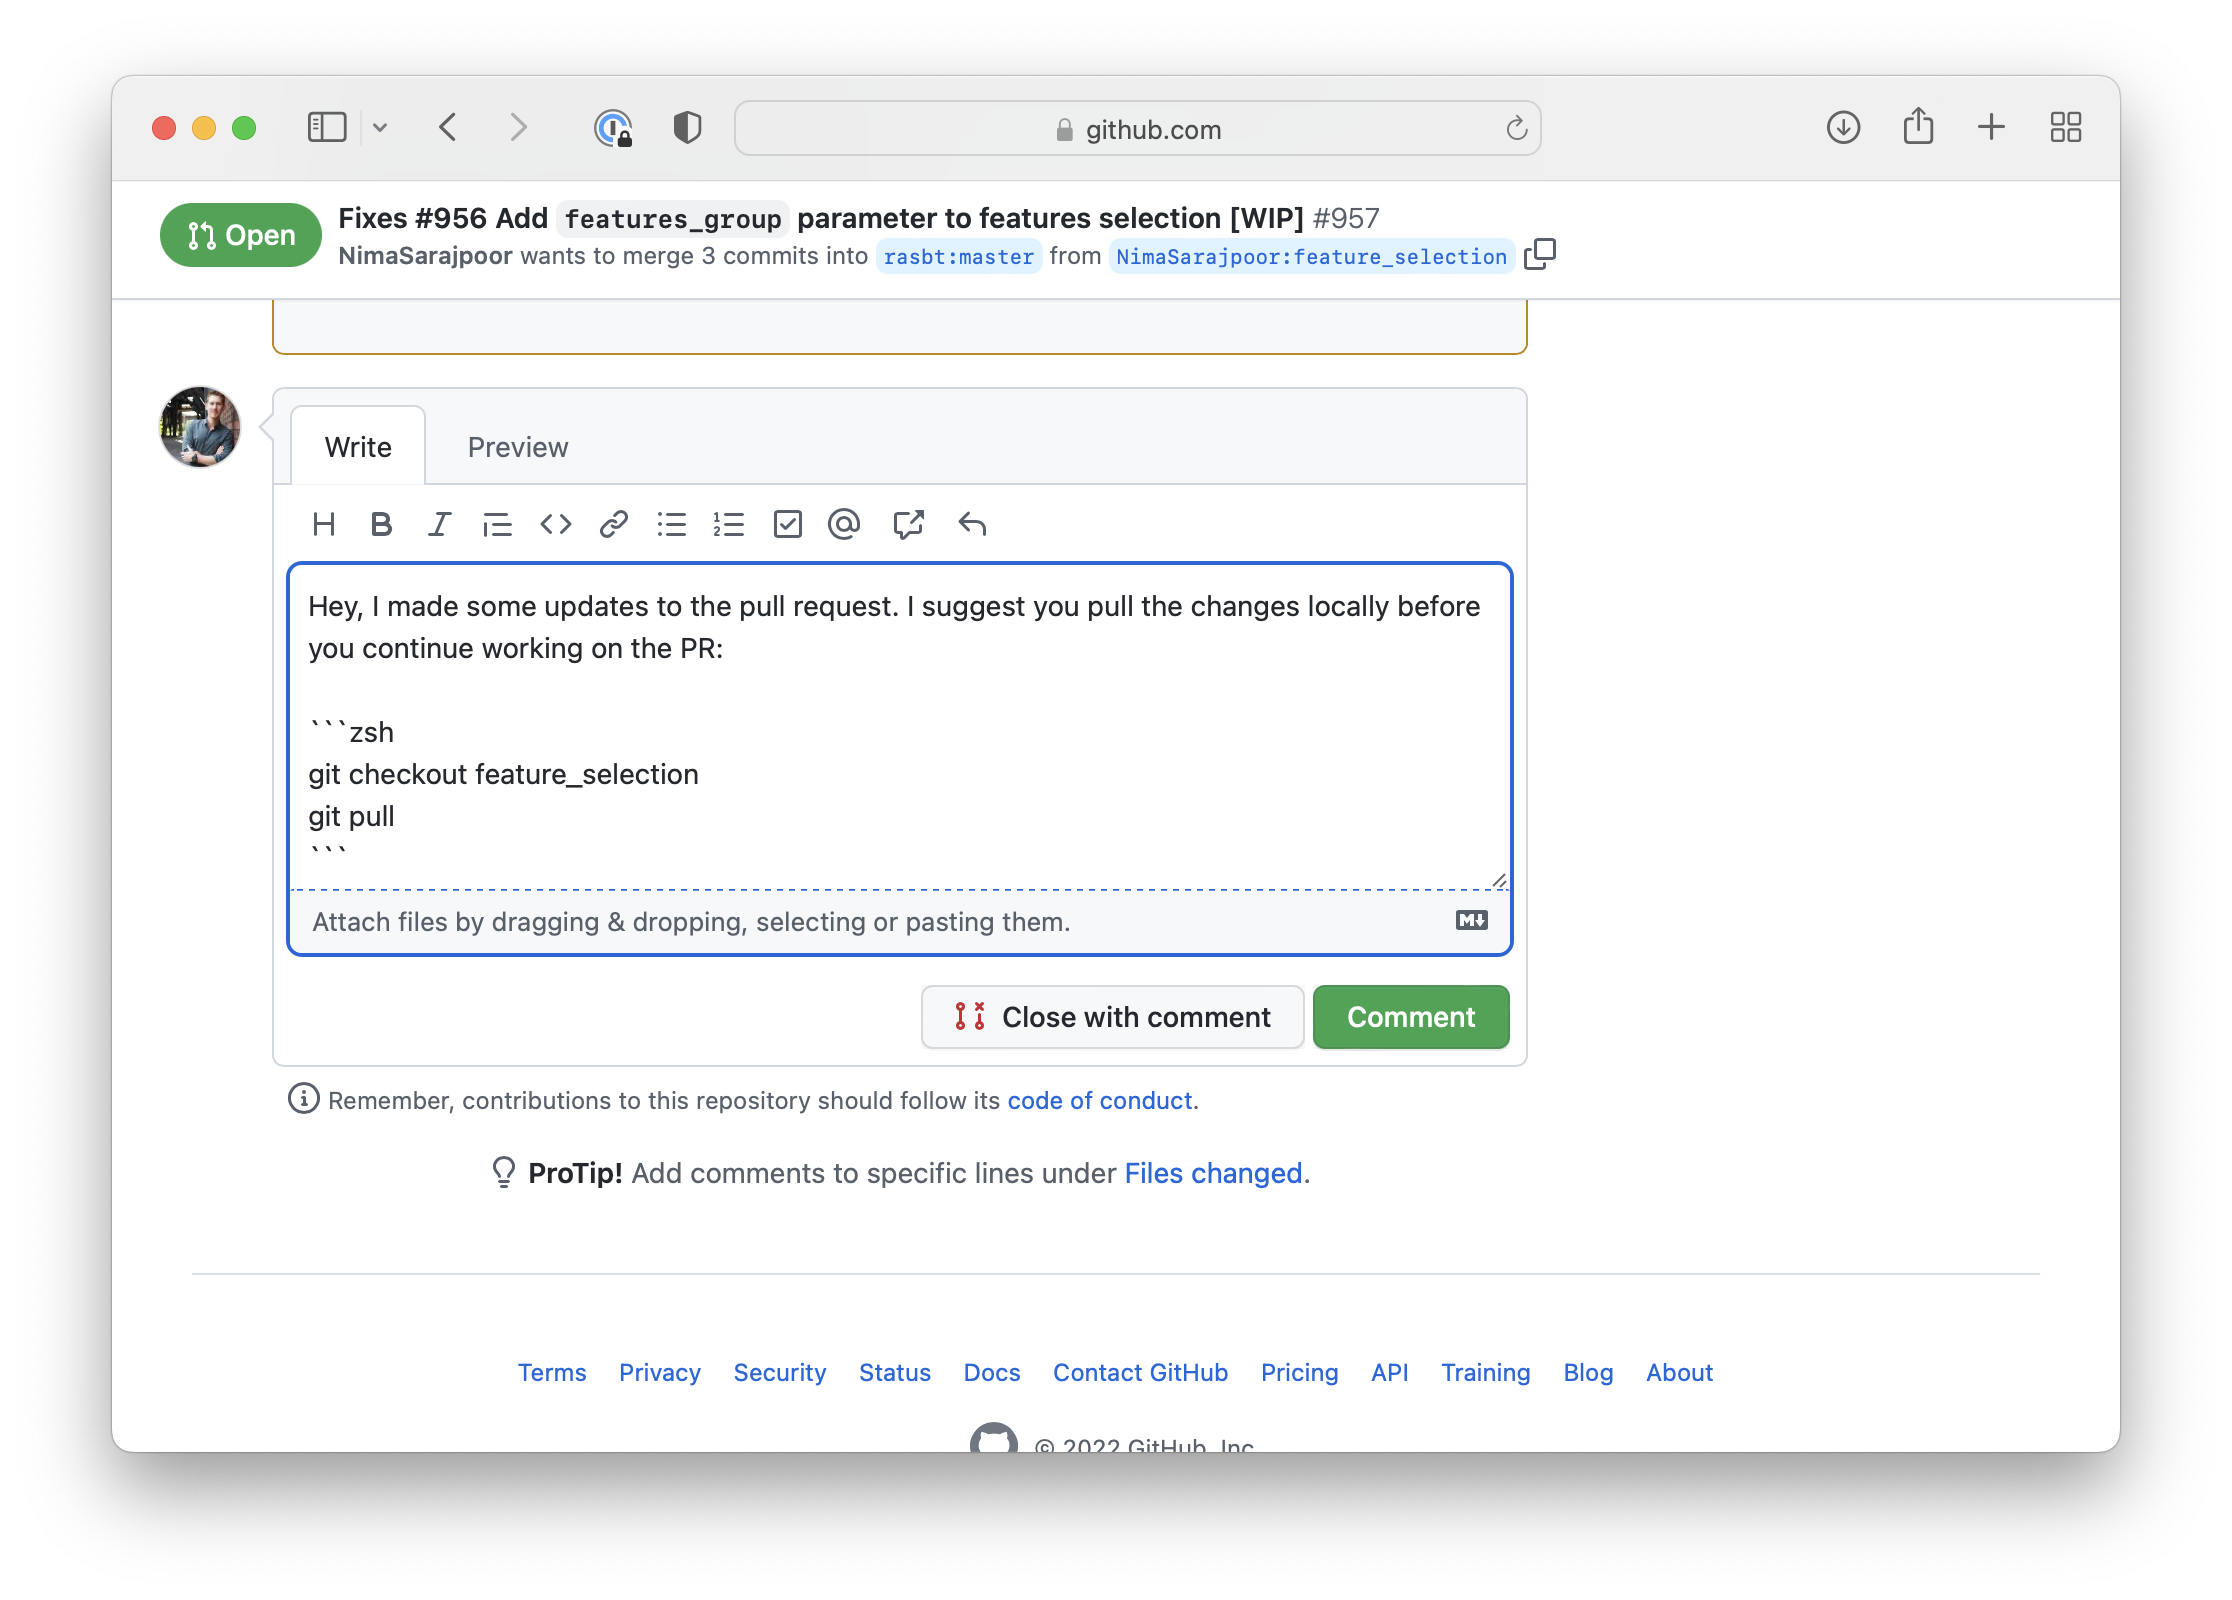 github.com
Open
Fixes #956 Add features_group parameter to features selection [WIP] #957
NimaSarajpoor wants to merge 3 commits into rasbt:master from NimaSarajpoor:feature_selection
Write
Preview
Hey, I made some updates to the pull request. I suggest you pull the changes locally before
you continue working on the PR:
```zsh
git checkout feature_selection
git pull
```
Attach files by dragging & dropping, selecting or pasting them.
Close with comment
Comment
Remember, contributions to this repository should follow its code of conduct.
ProTip! Add comments to specific lines under Files changed.
Terms Privacy Security Status Docs Contact GitHub Pricing API Training Blog About
© 2022 GitHub, Inc.